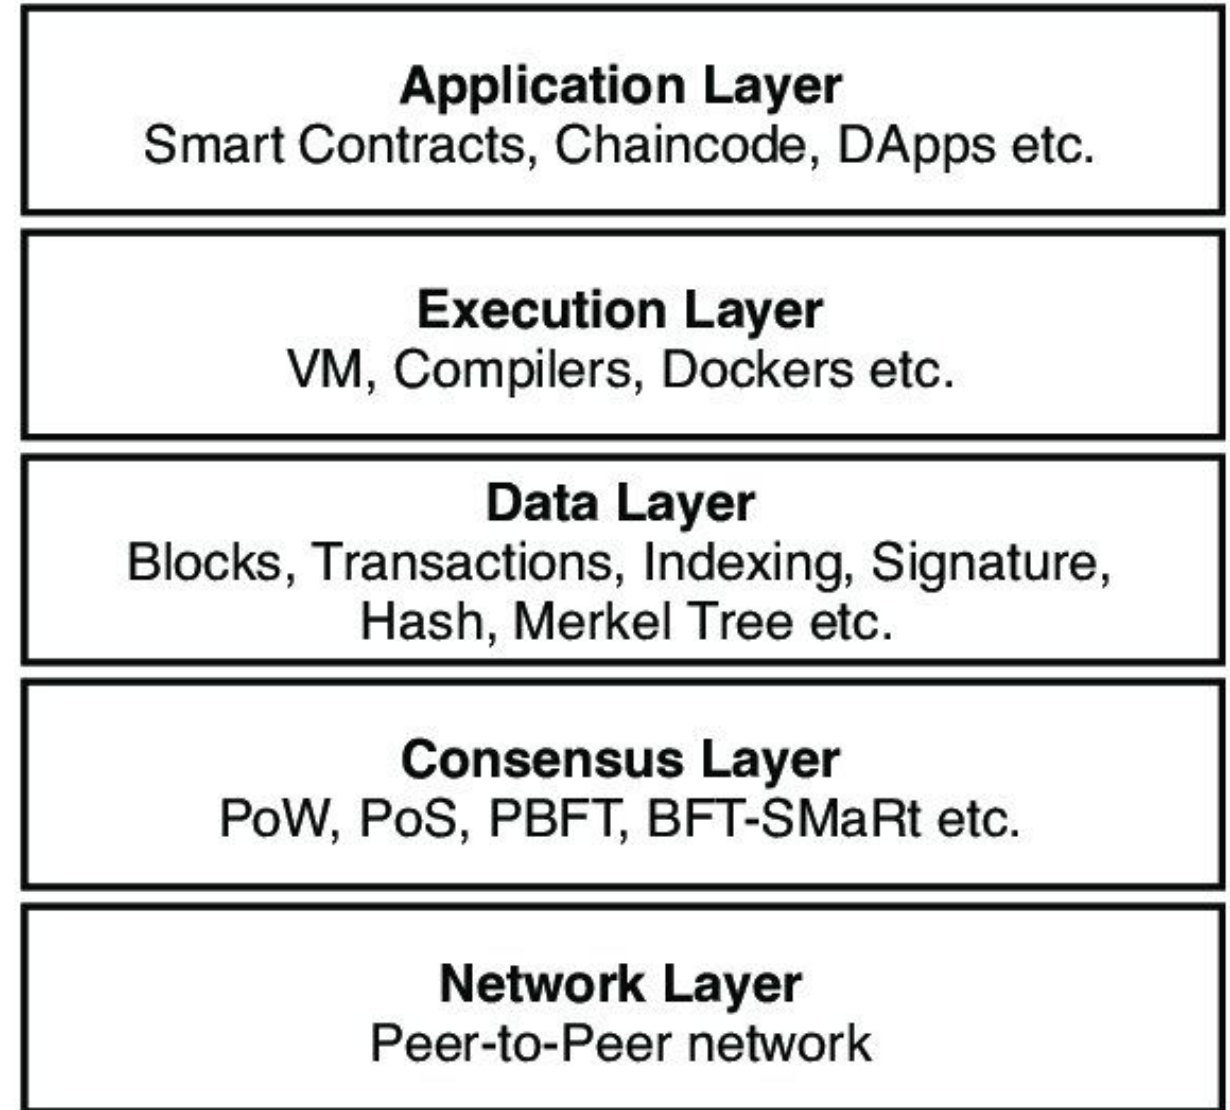 Application Layer
Smart Contracts, Chaincode, DApps etc.
Execution Layer
VM, Compilers, Dockers etc.
Data Layer
Blocks, Transactions, Indexing, Signature,
Hash, Merkel Tree etc.
Consensus Layer
PoW, PoS, PBFT, BFT-SMaRt etc.
Network Layer
Peer-to-Peer network